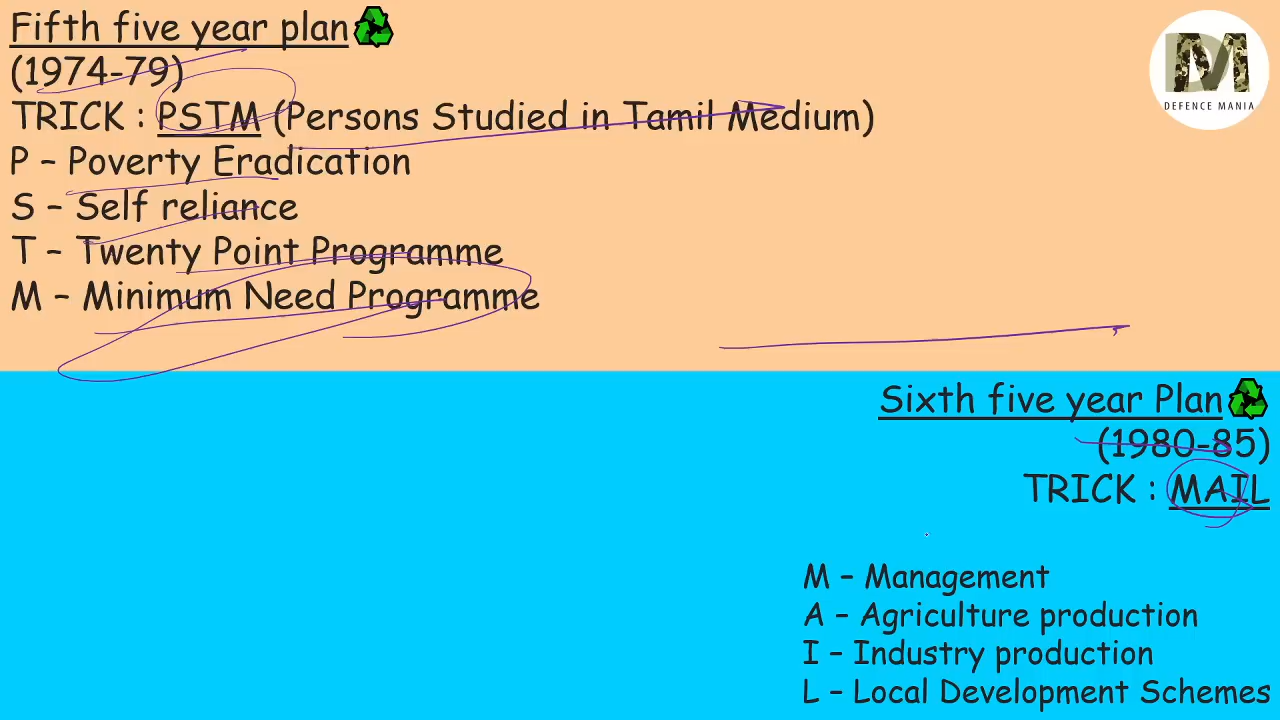 Fifth five year plan
(1974-79)
TRICK : PSTM (Persons Studied in Tamil Medium)
P – Poverty Eradication
S – Self reliance
T – Twenty Point Programme
M – Minimum Need Programme
M
DEFENCE MANIA
Sixth five year Plan
(1980-85)
TRICK : MAIL
M – Management
A – Agriculture production
I – Industry production
L – Local Development Schemes